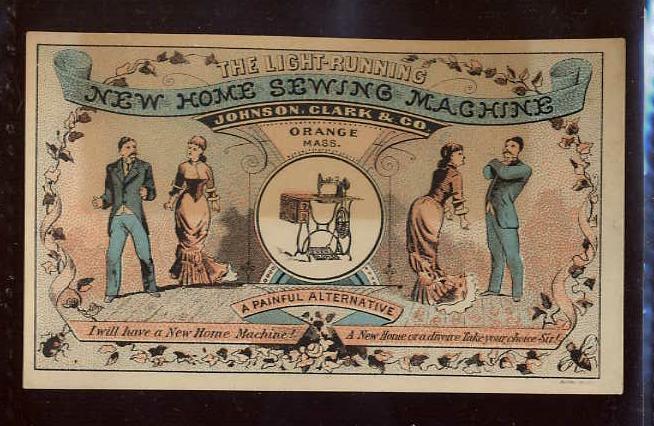 THE LIGHT-RUNNING
NEW HOME SEWING MACHINE
JOHNSON, CLARK & CO.
ORANGE
MASS.
A PAINFUL ALTERNATIVE
I will have a New Home Machine!
A New Home or a divorce Take your choice Sir!